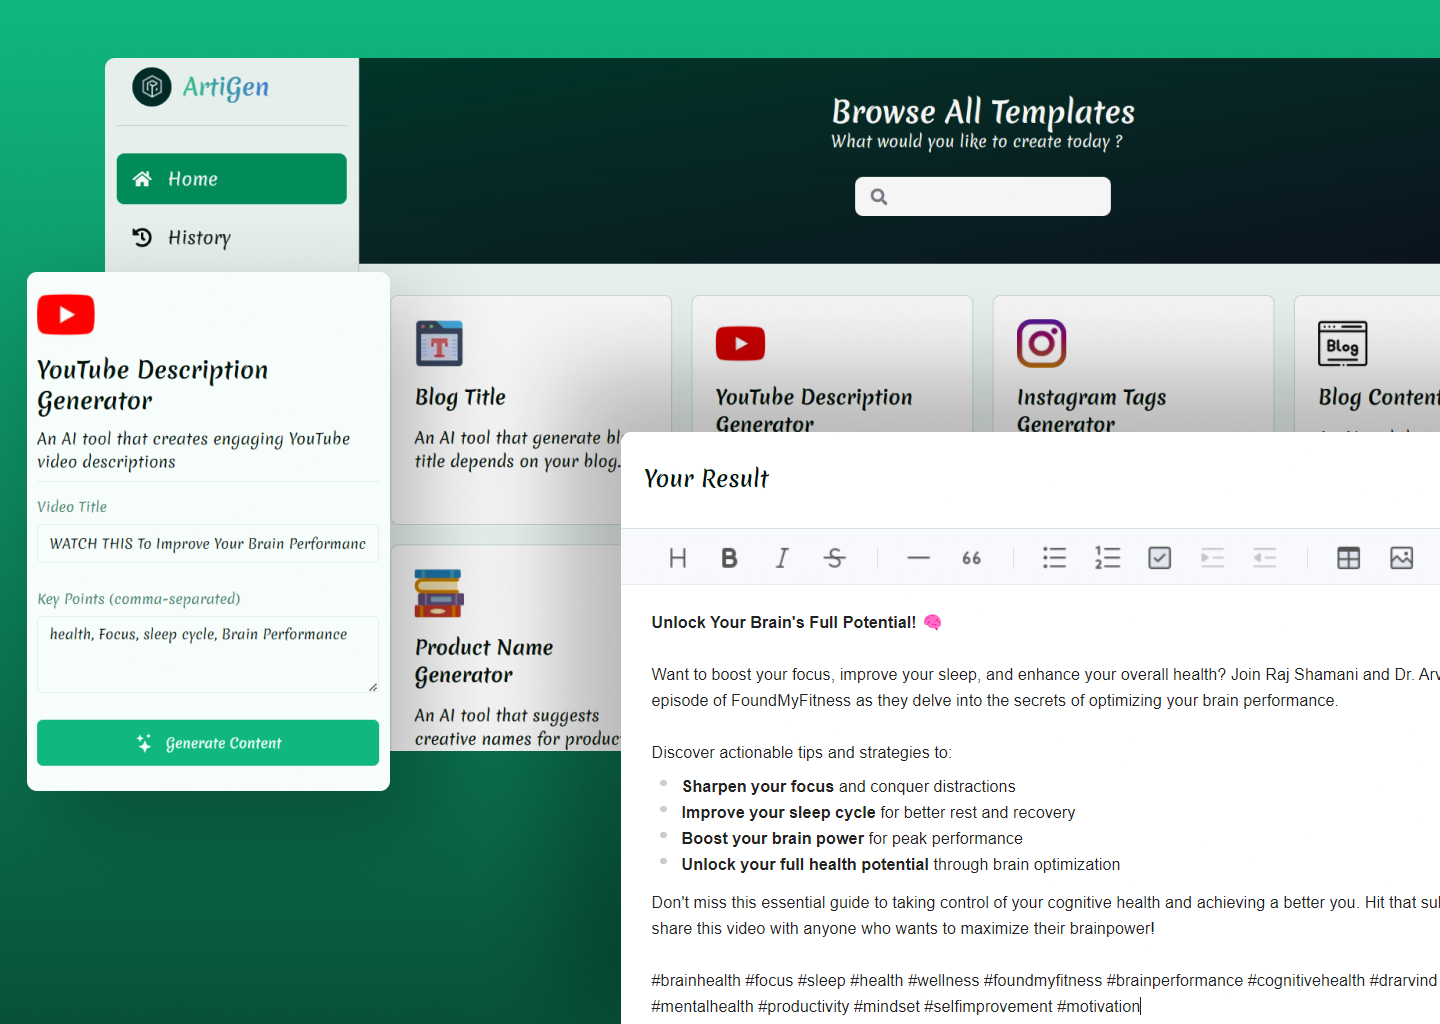 ArtiGen
Home
History
Browse All Templates
What would you like to create today ?
YouTube Description
Generator
An AI tool that creates engaging YouTube
video descriptions
Video Title
WATCH THIS To Improve Your Brain Performanc
Key Points (comma-separated)
health, Focus, sleep cycle, Brain Performance
Generate Content
T
Blog Title
An AI tool that generate bl
title depends on your blog.
YouTube Description
Generator
Instagram Tags
Generator
Blog
Blog Content
Product Name
Generator
An AI tool that suggests
creative names for produc
Your Result
H B I S — 66
1
2
Unlock Your Brain's Full Potential! 🧠
Want to boost your focus, improve your sleep, and enhance your overall health? Join Raj Shamani and Dr. Arv
episode of FoundMyFitness as they delve into the secrets of optimizing your brain performance.
Discover actionable tips and strategies to:
Sharpen your focus and conquer distractions
Improve your sleep cycle for better rest and recovery
Boost your brain power for peak performance
Unlock your full health potential through brain optimization
Don't miss this essential guide to taking control of your cognitive health and achieving a better you. Hit that sul
share this video with anyone who wants to maximize their brainpower!
#brainhealth #focus #sleep #health #wellness #foundmyfitness #brainperformance #cognitivehealth #drarvind
#mentalhealth #productivity #mindset #selfimprovement #motivation